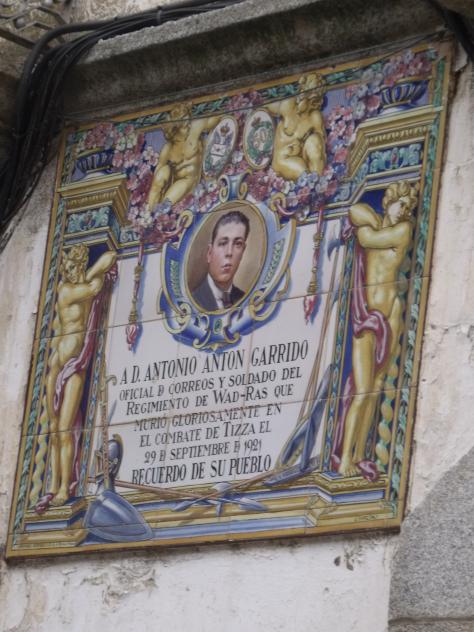 A D. ANTONIO ANTON GARRIDO
OFICIAL D CORREOS Y SOLDADO DEL
REGIMIENTO DE WAD-RAS QUE
MURIÓ GLORIOSAMENTE EN
EL COMBATE DE TIZZA EL
29 D SEPTIEMBRE D 1921
RECUERDO DE SU PUEBLO